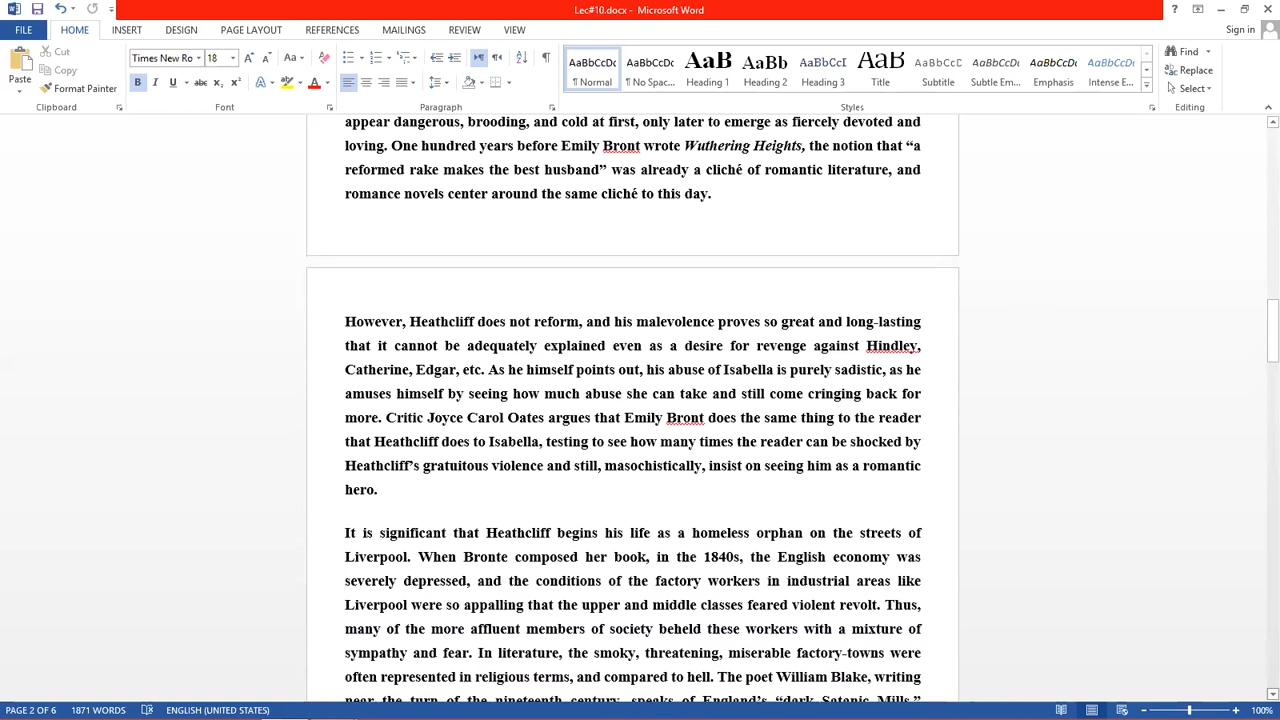 Lec#10.docx - Microsoft Word
Sign in
FILE HOME INSERT DESIGN PAGE LAYOUT REFERENCES MAILINGS REVIEW VIEW
Paste
Cut
Copy
Format Painter
Clipboard
Times New Ro 18
Font
Paragraph
AaBbCcDc AaBbCcDc AaB AaBbC AaBbCcI AaB AaBbCcD AaBbCcDc AaBbCcDc AaBbCcDc
¶ Normal ¶ No Spac... Heading 1 Heading 2 Heading 3 Title Subtitle Subtle Em... Emphasis Intense E...
Styles
Find
Replace
Select
Editing
appear dangerous, brooding, and cold at first, only later to emerge as fiercely devoted and
loving. One hundred years before Emily Bront wrote Wuthering Heights, the notion that “a
reformed rake makes the best husband” was already a cliché of romantic literature, and
romance novels center around the same cliché to this day.
However, Heathcliff does not reform, and his malevolence proves so great and long-lasting
that it cannot be adequately explained even as a desire for revenge against Hindley,
Catherine, Edgar, etc. As he himself points out, his abuse of Isabella is purely sadistic, as he
amuses himself by seeing how much abuse she can take and still come cringing back for
more. Critic Joyce Carol Oates argues that Emily Bront does the same thing to the reader
that Heathcliff does to Isabella, testing to see how many times the reader can be shocked by
Heathcliff’s gratuitous violence and still, masochistically, insist on seeing him as a romantic
hero.
It is significant that Heathcliff begins his life as a homeless orphan on the streets of
Liverpool. When Bronte composed her book, in the 1840s, the English economy was
severely depressed, and the conditions of the factory workers in industrial areas like
Liverpool were so appalling that the upper and middle classes feared violent revolt. Thus,
many of the more affluent members of society beheld these workers with a mixture of
sympathy and fear. In literature, the smoky, threatening, miserable factory-towns were
often represented in religious terms, and compared to hell. The poet William Blake, writing
near the turn of the nineteenth century, speaks of England’s “dark Satanic Mills.”
PAGE 2 OF 6 1871 WORDS ENGLISH (UNITED STATES) 100%